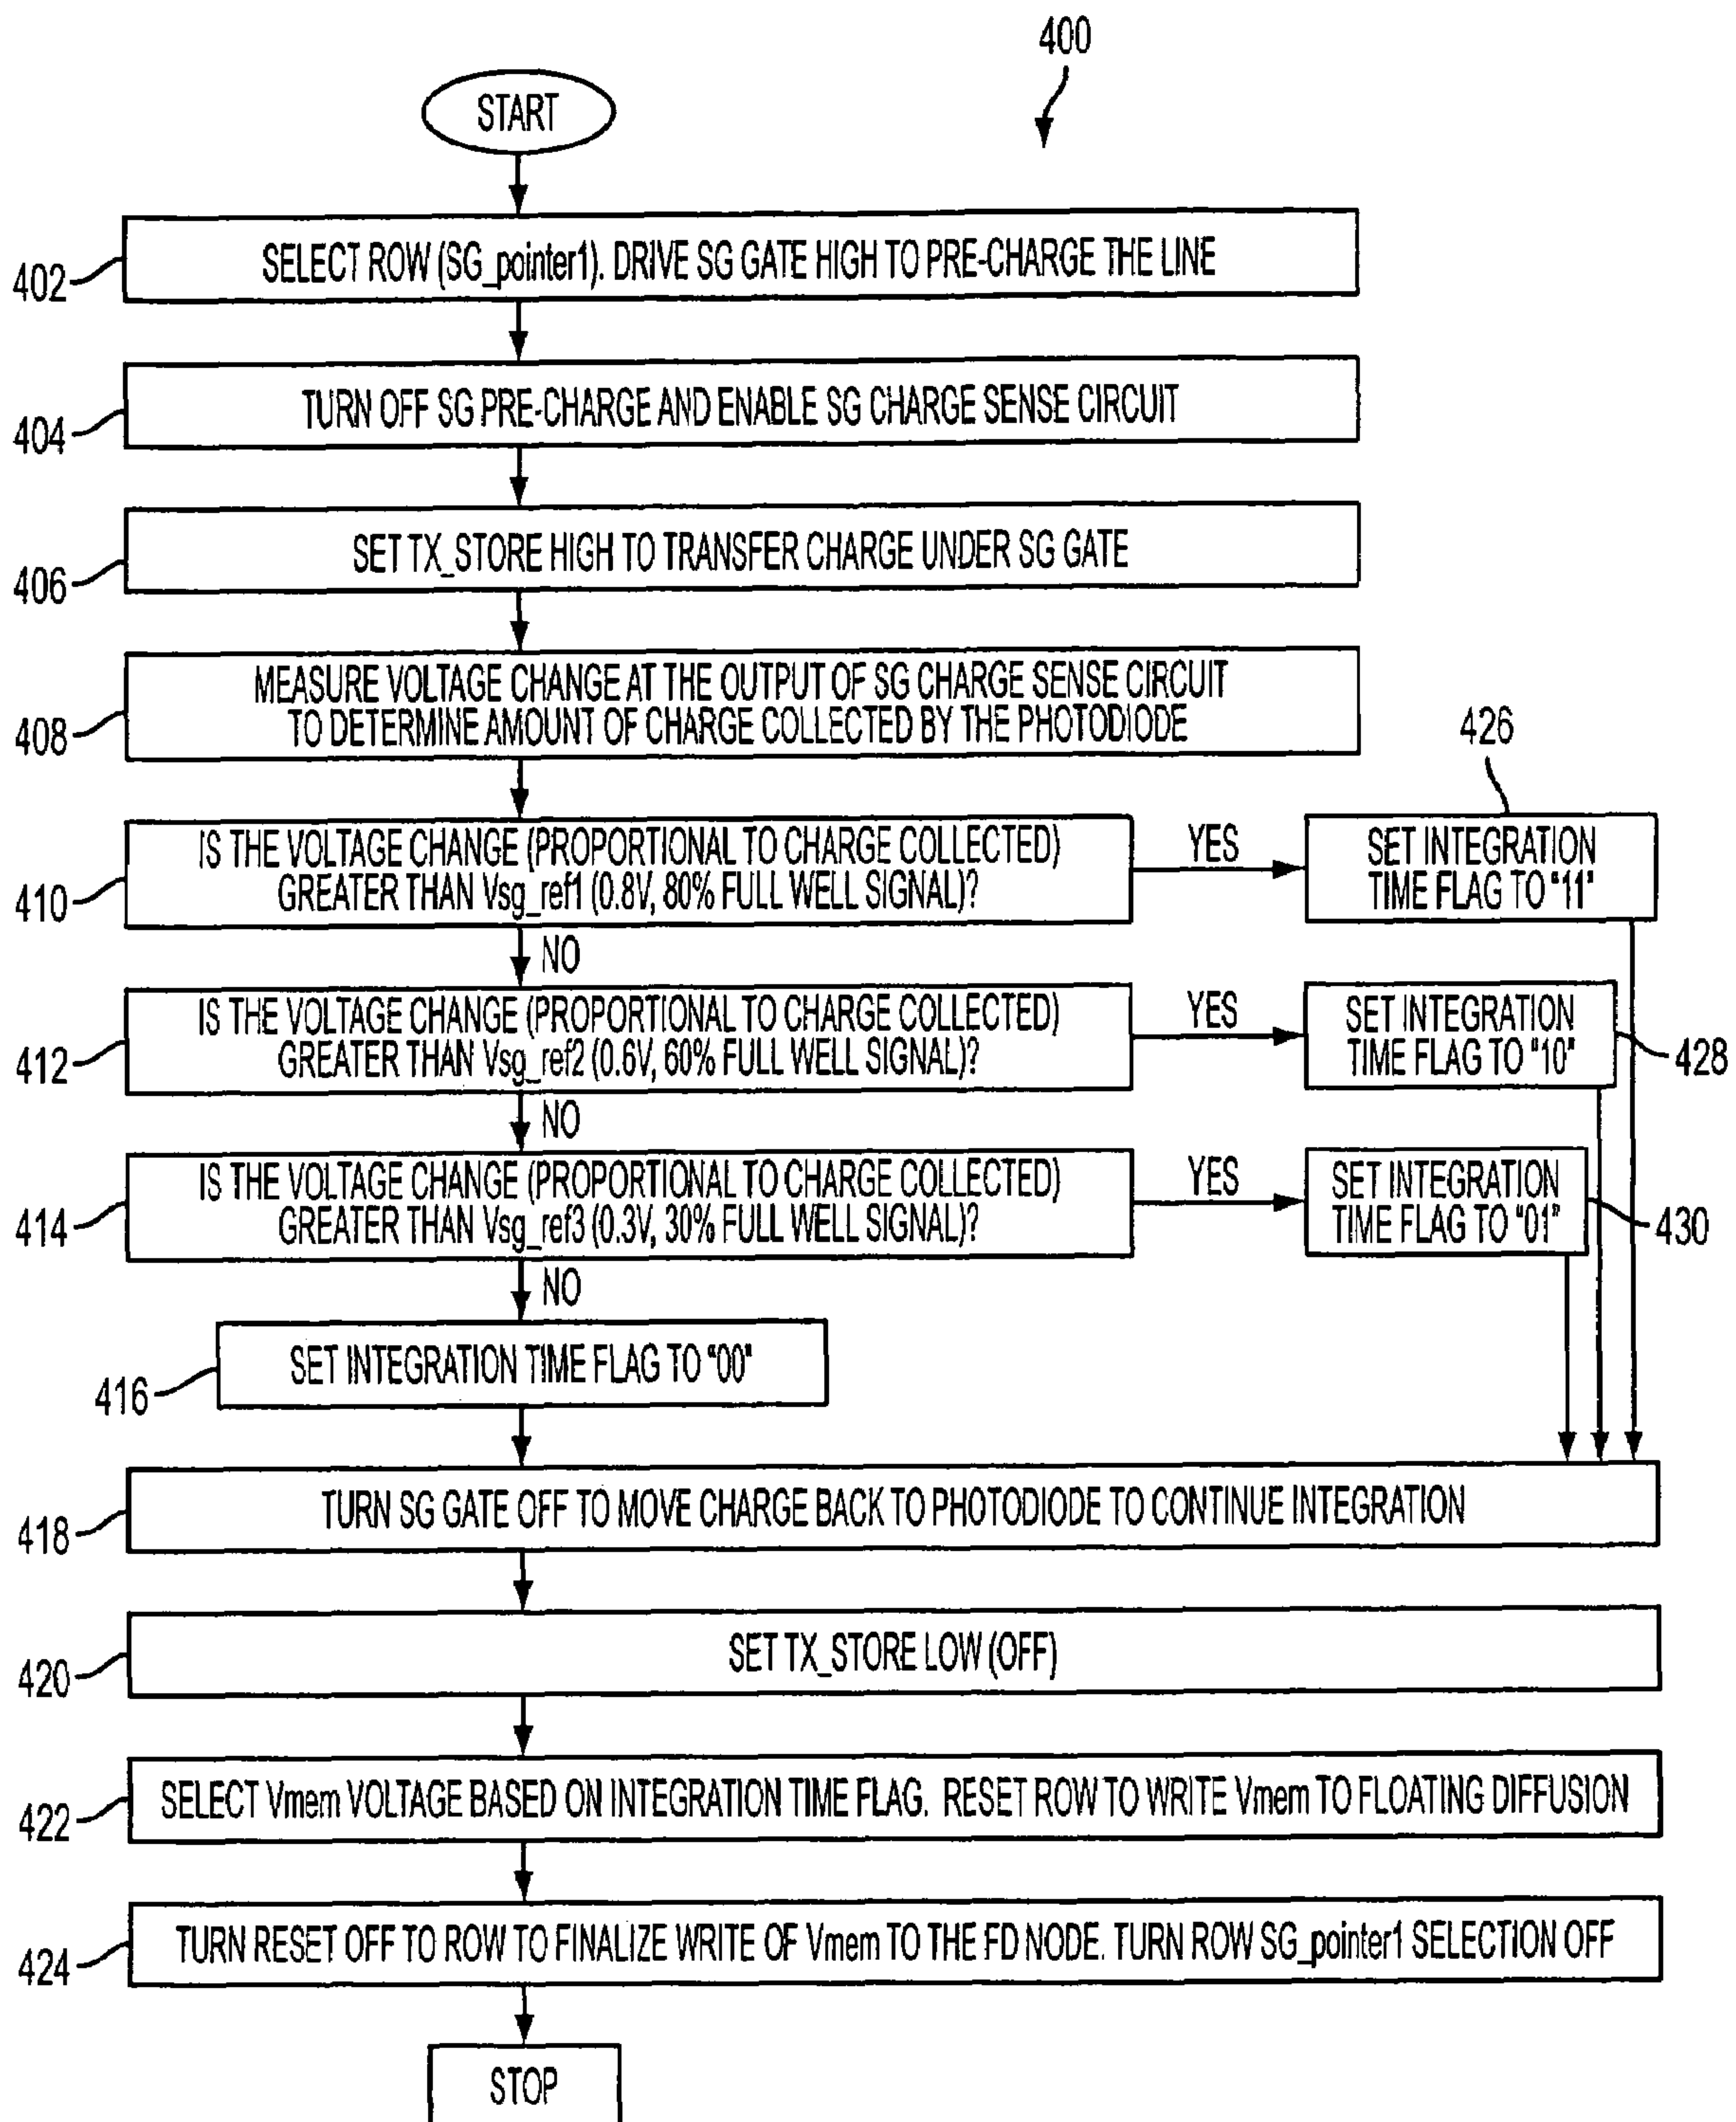 400
START
402
SELECT ROW (SG_pointer1). DRIVE SG GATE HIGH TO PRE-CHARGE THE LINE
404
TURN OFF SG PRE-CHARGE AND ENABLE SG CHARGE SENSE CIRCUIT
406
SET TX_STORE HIGH TO TRANSFER CHARGE UNDER SG GATE
408
MEASURE VOLTAGE CHANGE AT THE OUTPUT OF SG CHARGE SENSE CIRCUIT
TO DETERMINE AMOUNT OF CHARGE COLLECTED BY THE PHOTODIODE
410
IS THE VOLTAGE CHANGE (PROPORTIONAL TO CHARGE COLLECTED)
GREATER THAN Vsg_ref1 (0.8V, 80% FULL WELL SIGNAL)?
YES
426
SET INTEGRATION
TIME FLAG TO "11"
NO
412
IS THE VOLTAGE CHANGE (PROPORTIONAL TO CHARGE COLLECTED)
GREATER THAN Vsg_ref2 (0.6V, 60% FULL WELL SIGNAL)?
YES
SET INTEGRATION
TIME FLAG TO "10"
428
NO
414
IS THE VOLTAGE CHANGE (PROPORTIONAL TO CHARGE COLLECTED)
GREATER THAN Vsg_ref3 (0.3V, 30% FULL WELL SIGNAL)?
YES
SET INTEGRATION
TIME FLAG TO "01"
430
NO
416
SET INTEGRATION TIME FLAG TO "00"
418
TURN SG GATE OFF TO MOVE CHARGE BACK TO PHOTODIODE TO CONTINUE INTEGRATION
420
SET TX_STORE LOW (OFF)
422
SELECT Vmem VOLTAGE BASED ON INTEGRATION TIME FLAG. RESET ROW TO WRITE Vmem TO FLOATING DIFFUSION
424
TURN RESET OFF TO ROW TO FINALIZE WRITE OF Vmem TO THE FD NODE. TURN ROW SG_pointer1 SELECTION OFF
STOP